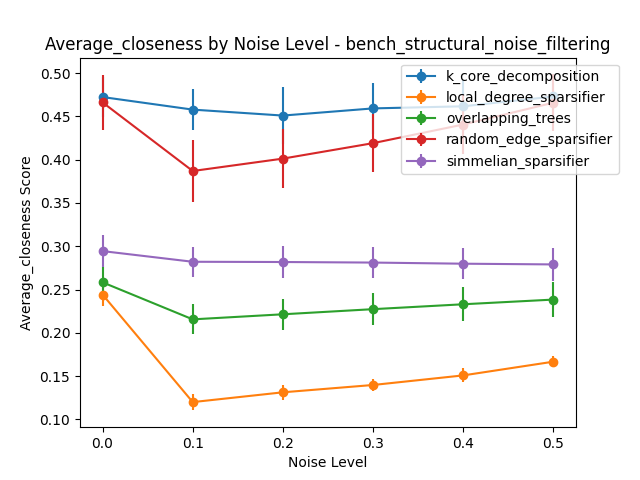 Average_closeness by Noise Level - bench_structural_noise_filtering
k_core_decomposition
local_degree_sparsifier
overlapping_trees
random_edge_sparsifier
simmelian_sparsifier
Average_closeness Score
0.50
0.45
0.40
0.35
0.30
0.25
0.20
0.15
0.10
0.0 0.1 0.2 0.3 0.4 0.5
Noise Level